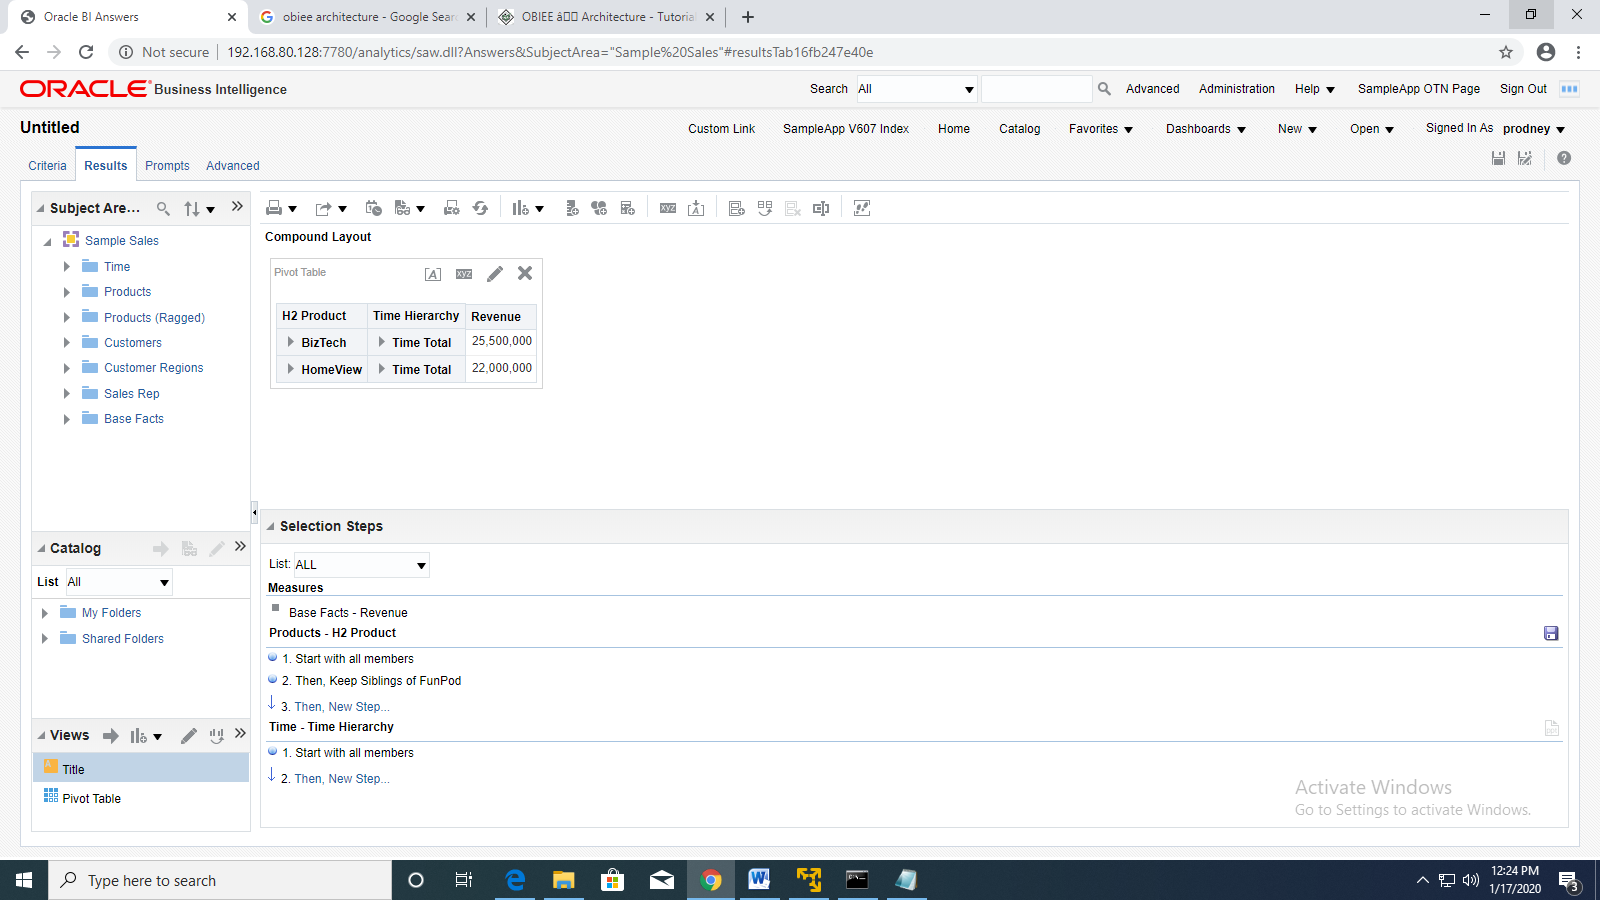 Oracle BI Answers
obiee architecture - Google Sear
OBIEE â Architecture - Tutorial
Not secure
192.168.80.128:7780/analytics/saw.dll?Answers&SubjectArea="Sample%20Sales"#resultsTab16fb247e40e
ORACLE Business Intelligence
Search All
Advanced Administration Help SampleApp OTN Page Sign Out
Untitled
Custom Link SampleApp V607 Index Home Catalog Favorites Dashboards New Open Signed In As prodney
Criteria Results Prompts Advanced
Subject Are...
Sample Sales
Time
Products
Products (Ragged)
Customers
Customer Regions
Sales Rep
Base Facts
Catalog
List All
My Folders
Shared Folders
Views
Title
Pivot Table
xyz
Compound Layout
Pivot Table
xyz
H2 Product Time Hierarchy Revenue
BizTech Time Total 25,500,000
HomeView Time Total 22,000,000
Selection Steps
List: ALL
Measures
Base Facts - Revenue
Products - H2 Product
1. Start with all members
2. Then, Keep Siblings of FunPod
3. Then, New Step...
Time - Time Hierarchy
1. Start with all members
2. Then, New Step...
Activate Windows
Go to Settings to activate Windows.
Type here to search
12:24 PM
1/17/2020
3